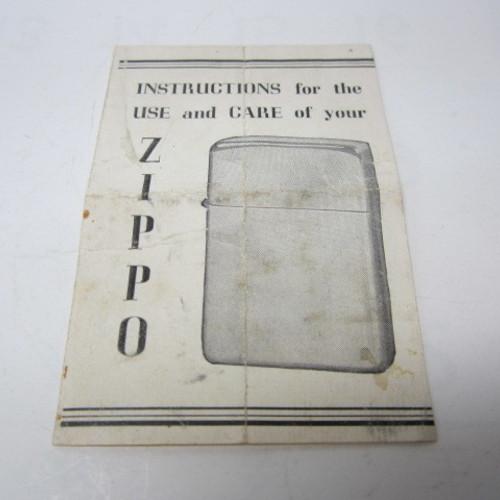 INSTRUCTIONS for the
USE and CARE of your
ZIPPO